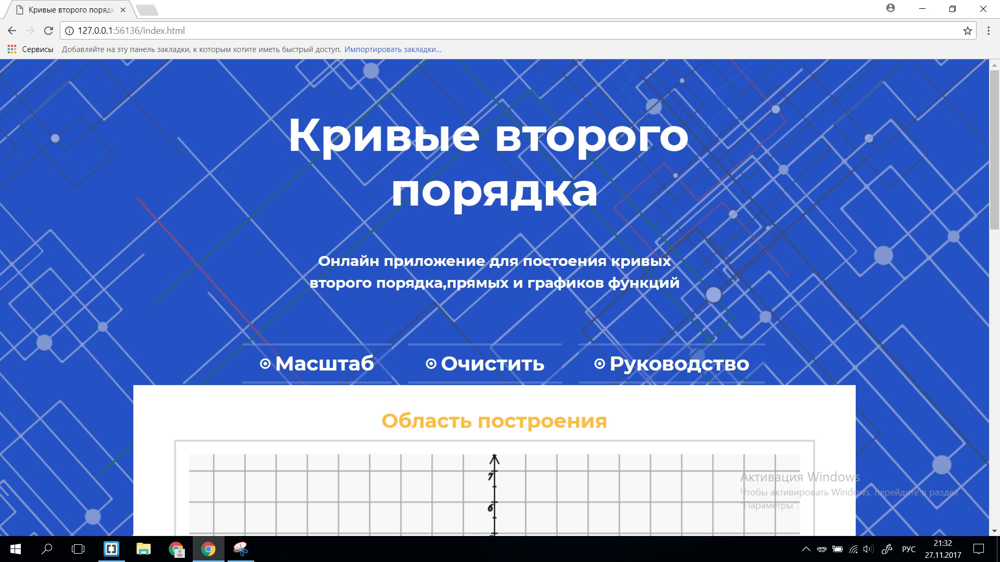 Кривые второго поряд
127.0.0.1:56136/index.html
Сервисы Добавляйте на эту панель закладки, к которым хотите иметь быстрый доступ. Импортировать закладки...
Кривые второго
порядка
Онлайн приложение для постоения кривых
второго порядка,прямых и графиков функций
Масштаб Очистить Руководство
Область построения
7
6
Активация Windows
Чтобы активировать Windows, перейдите в раздел
"Параметры".
РУС
21:32
27.11.2017